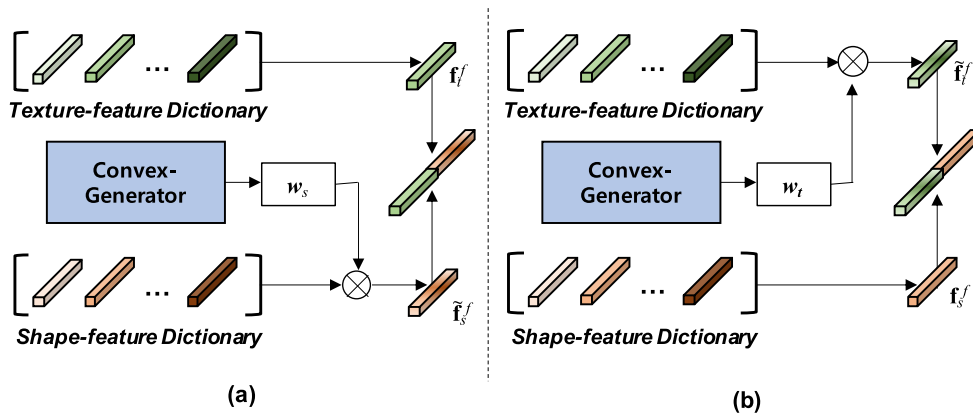 ...
f_t^f
Texture-feature Dictionary
Convex-
Generator
w_s
...
f̃_s^f
Shape-feature Dictionary
(a)
...
f̃_t^f
Texture-feature Dictionary
Convex-
Generator
w_t
...
f_s^f
Shape-feature Dictionary
(b)